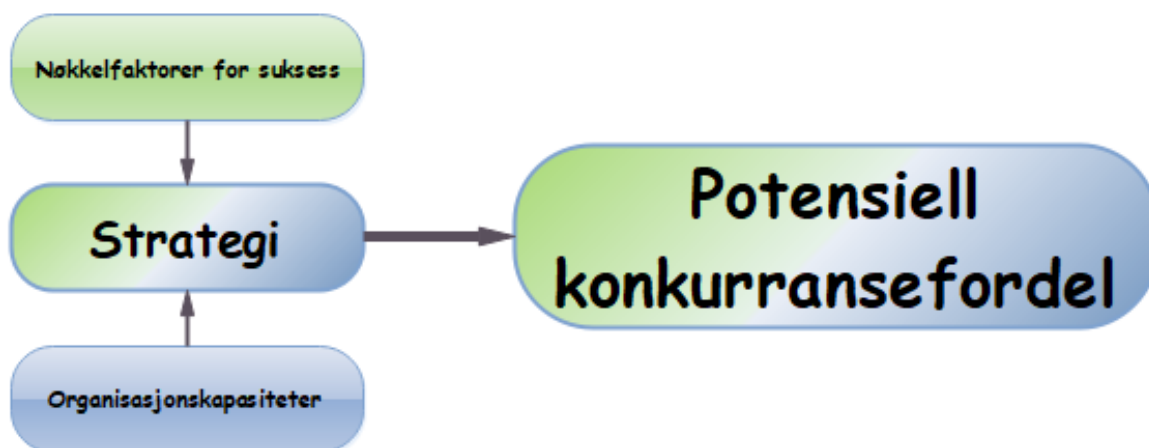 Nøkkelfaktorer for suksess
Strategi
Organisasjonskapasiteter
Potensiell
konkurransefordel